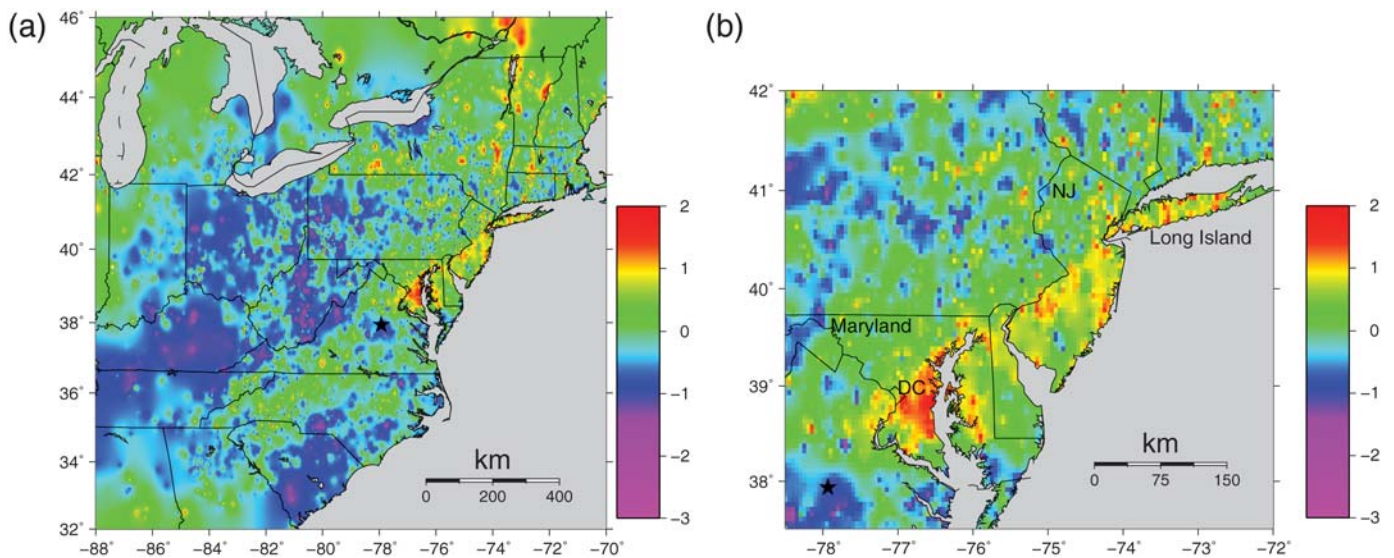 (a)
46°
44°
42°
40°
38°
36°
34°
32°
−88 −86 −84 −82 −80 −78 −76 −74 −72 −70
km
0 200 400
2
1
0
−1
−2
−3
(b)
42°
41°
40°
39°
38°
−78 −77 −76 −75 −74 −73 −72
NJ
Long Island
Maryland
DC
km
0 75 150
2
1
0
−1
−2
−3